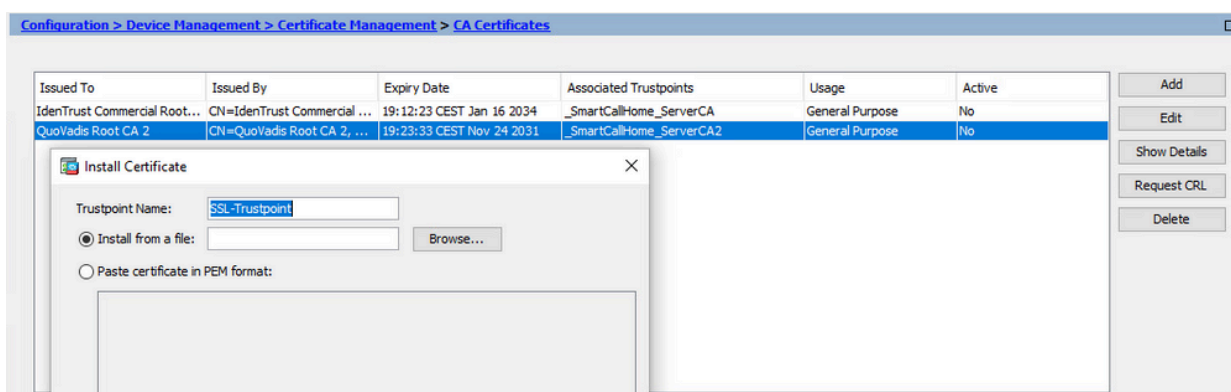 Configuration > Device Management > Certificate Management > CA Certificates
Issued To Issued By Expiry Date Associated Trustpoints Usage Active
IdenTrust Commercial Root... CN=IdenTrust Commercial ... 19:12:23 CEST Jan 16 2034 _SmartCallHome_ServerCA General Purpose No
QuoVadis Root CA 2 CN=QuoVadis Root CA 2, ... 19:23:33 CEST Nov 24 2031 _SmartCallHome_ServerCA2 General Purpose No
Add
Edit
Show Details
Request CRL
Delete
Install Certificate
Trustpoint Name: SSL-Trustpoint
Install from a file: Browse...
Paste certificate in PEM format: